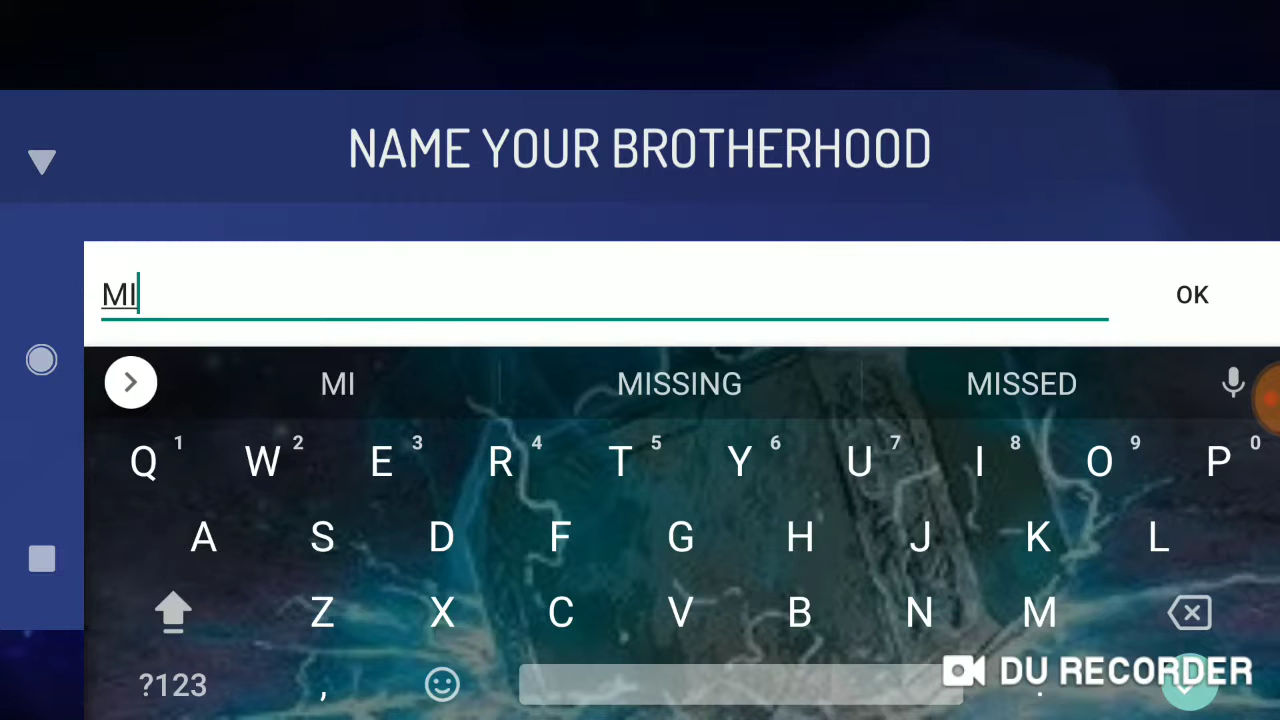 NAME YOUR BROTHERHOOD
MI
OK
MI MISSING MISSED
Q 1 W 2 E 3 R 4 T 5 Y 6 U 7 I 8 O 9 P 0
A S D F G H J K L
Z X C V B N M
?123 , .
DU RECORDER